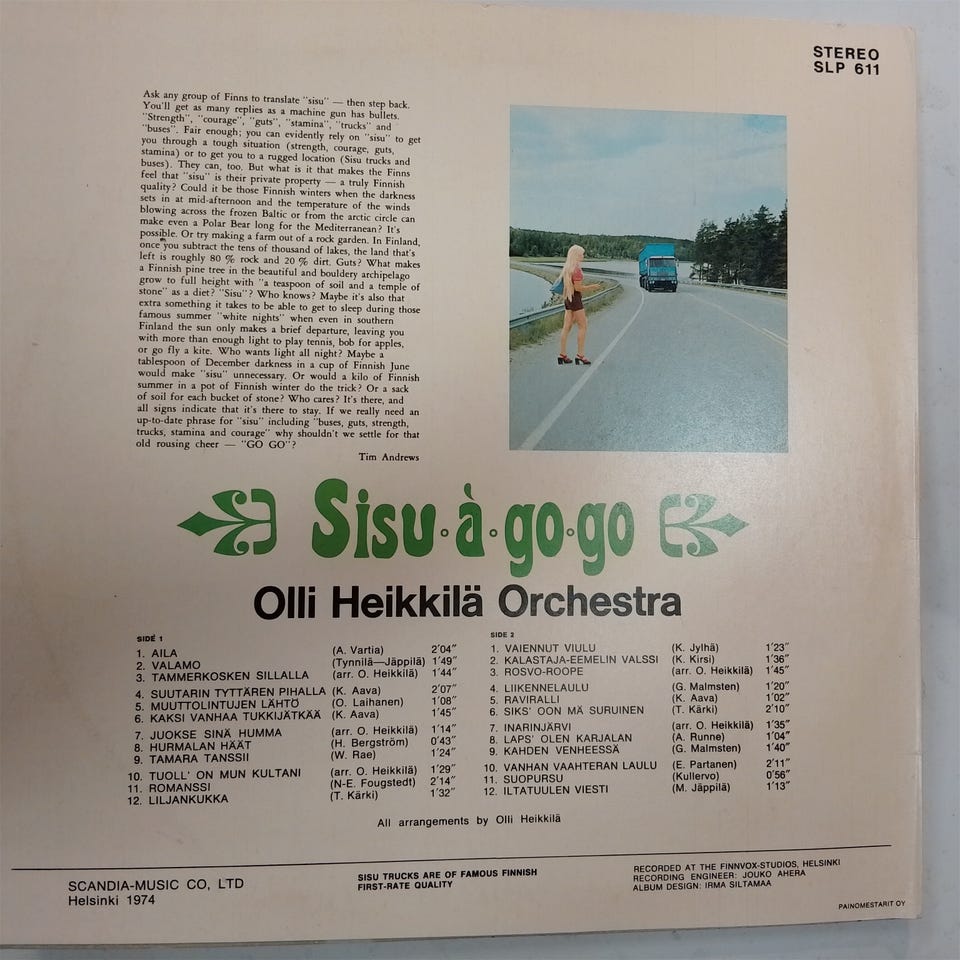 STEREO
SLP 611
Ask any group of Finns to translate "sisu" — then step back.
You'll get as many replies as a machine gun has bullets.
"Strength", "courage", "guts", "stamina", "trucks" and
"buses". Fair enough; you can evidently rely on "sisu" to get
you through a tough situation (strength, courage, guts,
stamina) or to get you to a rugged location (Sisu trucks and
buses). They can, too. But what is it that makes the Finns
feel that "sisu" is their private property — a truly Finnish
quality? Could it be those Finnish winters when the darkness
sets in at mid-afternoon and the temperature of the winds
blowing across the frozen Baltic or from the arctic circle can
make even a Polar Bear long for the Mediterranean? It's
possible. Or try making a farm out of a rock garden. In Finland,
once you subtract the tens of thousand of lakes, the land that's
left is roughly 80 % rock and 20 % dirt. Guts? What makes
a Finnish pine tree in the beautiful and bouldery archipelago
grow to full height with "a teaspoon of soil and a temple of
stone" as a diet? "Sisu"? Who knows? Maybe it's also that
extra something it takes to be able to get to sleep during those
famous summer "white nights" when even in southern
Finland the sun only makes a brief departure, leaving you
with more than enough light to play tennis, bob for apples,
or go fly a kite. Who wants light all night? Maybe a
tablespoon of December darkness in a cup of Finnish June
would make "sisu" unnecessary. Or would a kilo of Finnish
summer in a pot of Finnish winter do the trick? Or a sack
of soil for each bucket of stone? Who cares? It's there, and
all signs indicate that it's there to stay. If we really need an
up-to-date phrase for "sisu" including "buses, guts, strength,
trucks, stamina and courage" why shouldn't we settle for that
old rousing cheer — "GO GO"?
Tim Andrews
Sisu·à·go·go
Olli Heikkilä Orchestra
SIDE 1
1. AILA (A. Vartia) 2'04"
2. VALAMO (Tynnilä—Jäppilä) 1'49"
3. TAMMERKOSKEN SILLALLA (arr. O. Heikkilä) 1'44"
4. SUUTARIN TYTTÄREN PIHALLA (K. Aava) 2'07"
5. MUUTTOLINTUJEN LÄHTÖ (O. Laihanen) 1'08"
6. KAKSI VANHAA TUKKIJÄTKÄÄ (K. Aava) 1'45"
7. JUOKSE SINÄ HUMMA (arr. O. Heikkilä) 1'14"
8. HURMALAN HÄÄT (H. Bergström) 0'43"
9. TAMARA TANSSII (W. Rae) 1'24"
10. TUOLL' ON MUN KULTANI (arr. O. Heikkilä) 1'29"
11. ROMANSSI (N-E. Fougstedt) 2'14"
12. LILJANKUKKA (T. Kärki) 1'32"
SIDE 2
1. VAIENNUT VIULU (K. Jylhä) 1'23"
2. KALASTAJA-EEMELIN VALSSI (K. Kirsi) 1'36"
3. ROSVO-ROOPE (arr. O. Heikkilä) 1'45"
4. LIIKENNELAULU (G. Malmsten) 1'20"
5. RAVIRALLI (K. Aava) 1'02"
6. SIKS' OON MÄ SURUINEN (T. Kärki) 2'10"
7. INARINJÄRVI (arr. O. Heikkilä) 1'35"
8. LAPS' OLEN KARJALAN (A. Runne) 1'04"
9. KAHDEN VENHEESSÄ (G. Malmsten) 1'40"
10. VANHAN VAAHTERAN LAULU (E. Partanen) 2'11"
11. SUOPURSU (Kullervo) 0'56"
12. ILTATUULEN VIESTI (M. Jäppilä) 1'13"
All arrangements by Olli Heikkilä
SCANDIA-MUSIC CO, LTD
Helsinki 1974
SISU TRUCKS ARE OF FAMOUS FINNISH
FIRST-RATE QUALITY
RECORDED AT THE FINNVOX-STUDIOS, HELSINKI
RECORDING ENGINEER: JOUKO AHERA
ALBUM DESIGN: IRMA SILTAMAA
PAINOMESTARIT OY